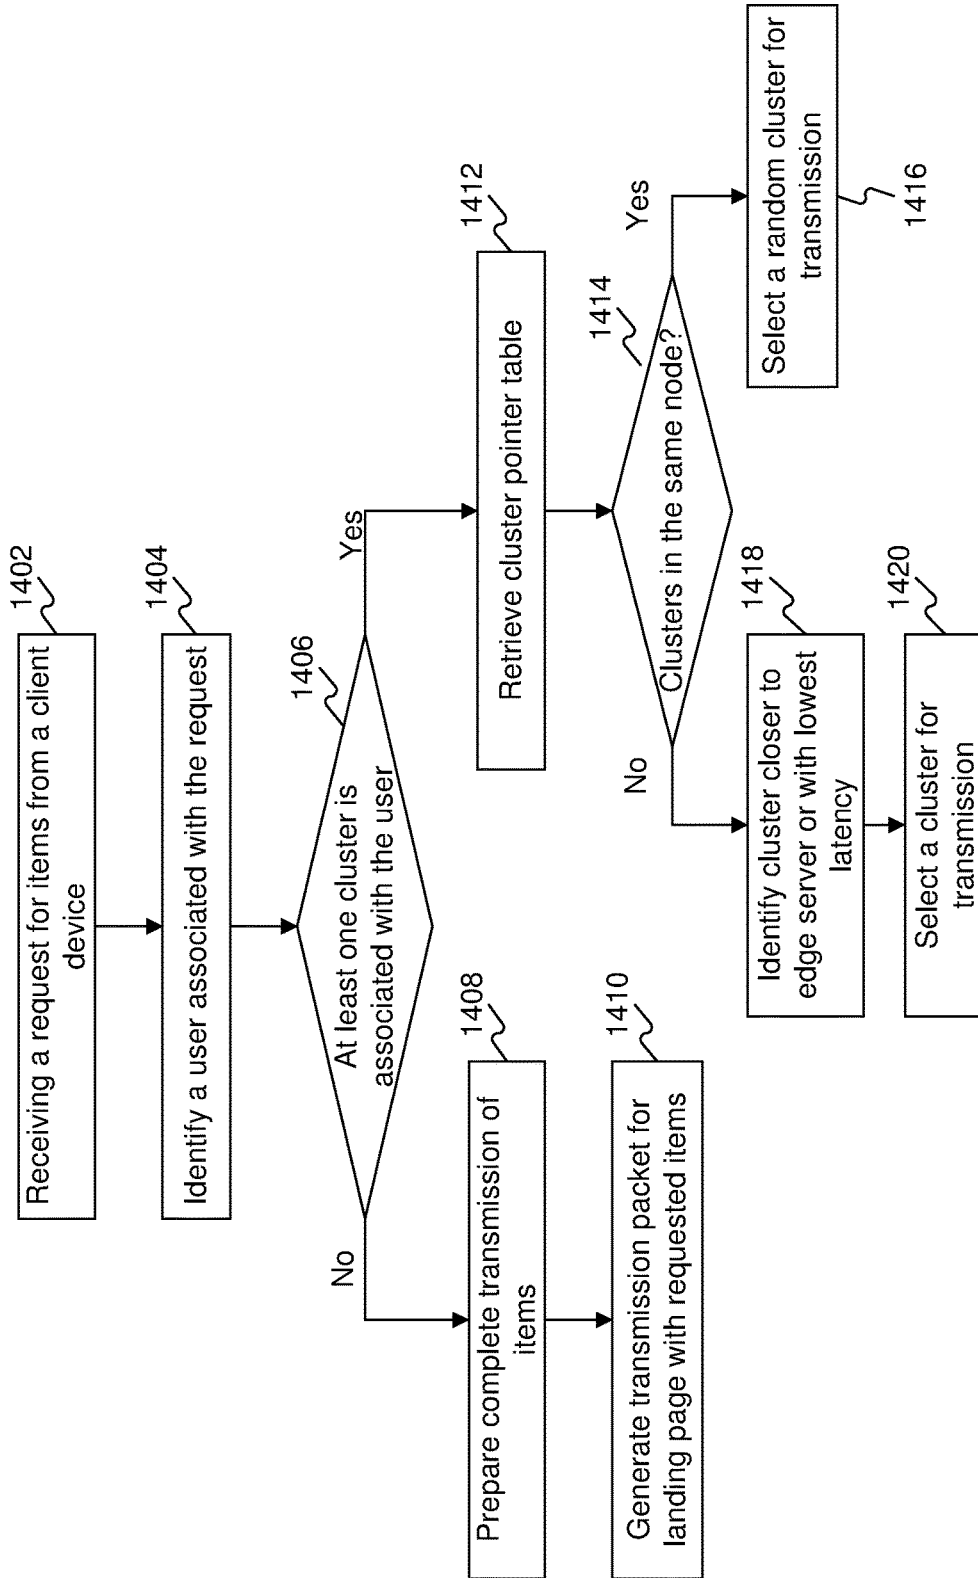 Receiving a request for items from a client
device
1402
Identify a user associated with the request
1404
At least one cluster is
associated with the user
1406
No
Yes
Prepare complete transmission of
items
1408
Generate transmission packet for
landing page with requested items
1410
Retrieve cluster pointer table
1412
Clusters in the same node?
1414
No
Yes
Identify cluster closer to
edge server or with lowest
latency
1418
Select a cluster for
transmission
1420
Select a random cluster for
transmission
1416